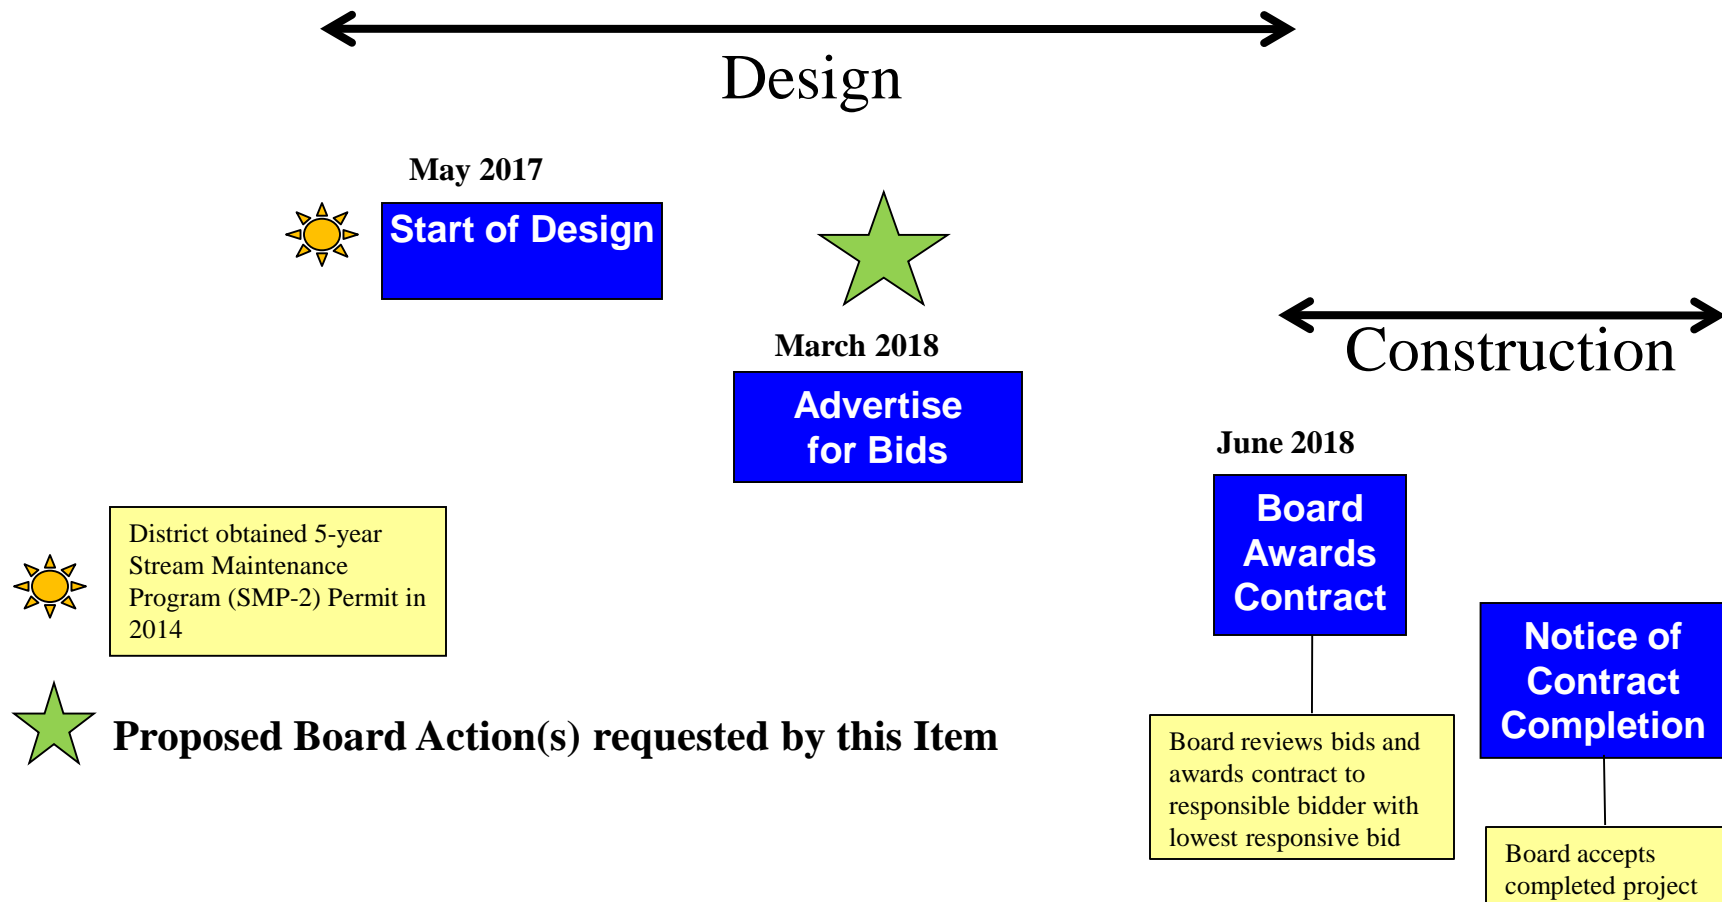 Design
May 2017
Start of Design
March 2018
Advertise
for Bids
Construction
June 2018
Board
Awards
Contract
Notice of
Contract
Completion
District obtained 5-year
Stream Maintenance
Program (SMP-2) Permit in
2014
Proposed Board Action(s) requested by this Item
Board reviews bids and
awards contract to
responsible bidder with
lowest responsive bid
Board accepts
completed project